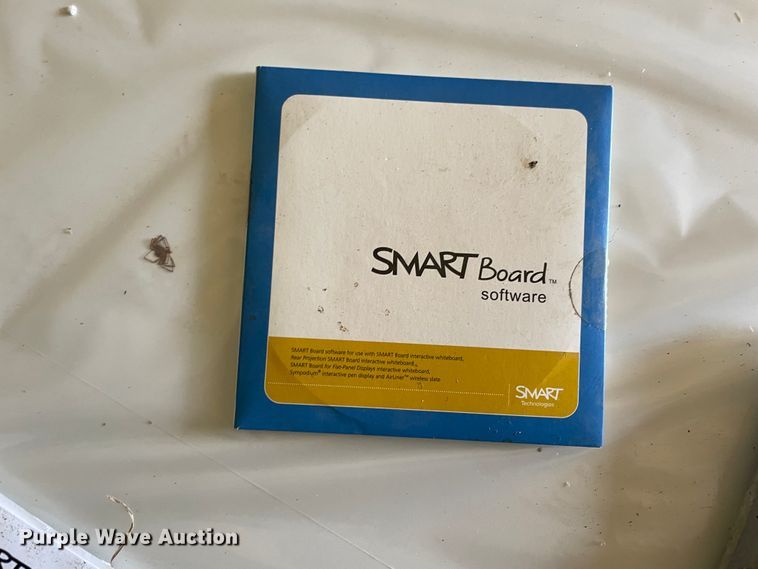 SMART Board™
software
SMART Board software for use with SMART Board interactive whiteboard,
Rear Projection SMART Board interactive whiteboard,
SMART Board for Flat-Panel Displays interactive whiteboard,
Sympodium® interactive pen display and AirLiner™ wireless slate
SMART
Technologies
Purple Wave Auction
RT